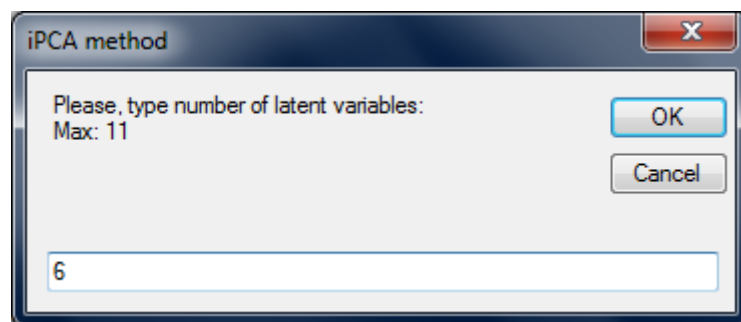 iPCA method
Please, type number of latent variables:
Max: 11
OK
Cancel
6